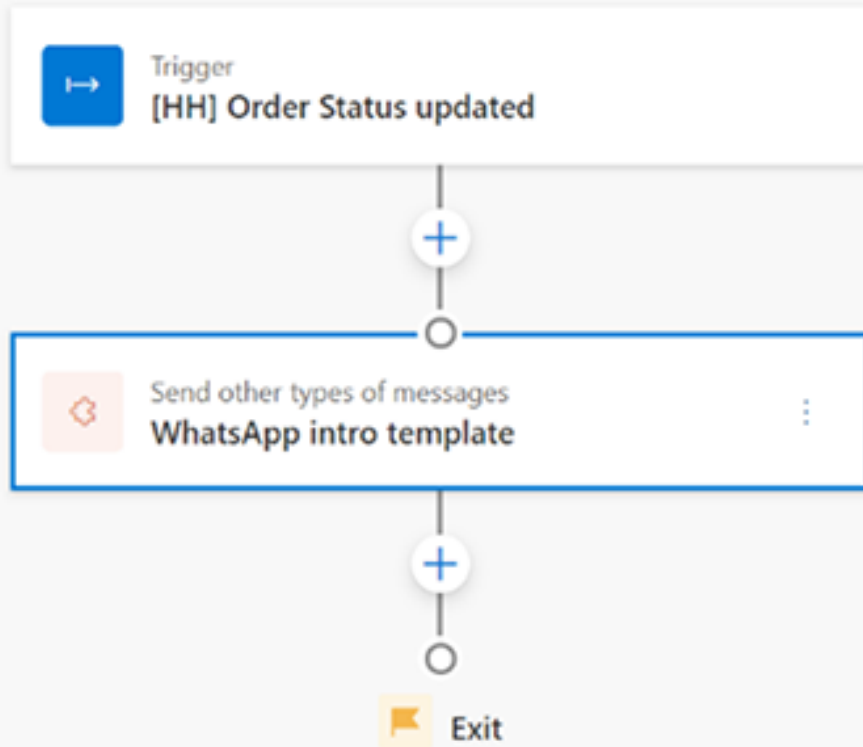 Trigger
[HH] Order Status updated
Send other types of messages
WhatsApp intro template
Exit